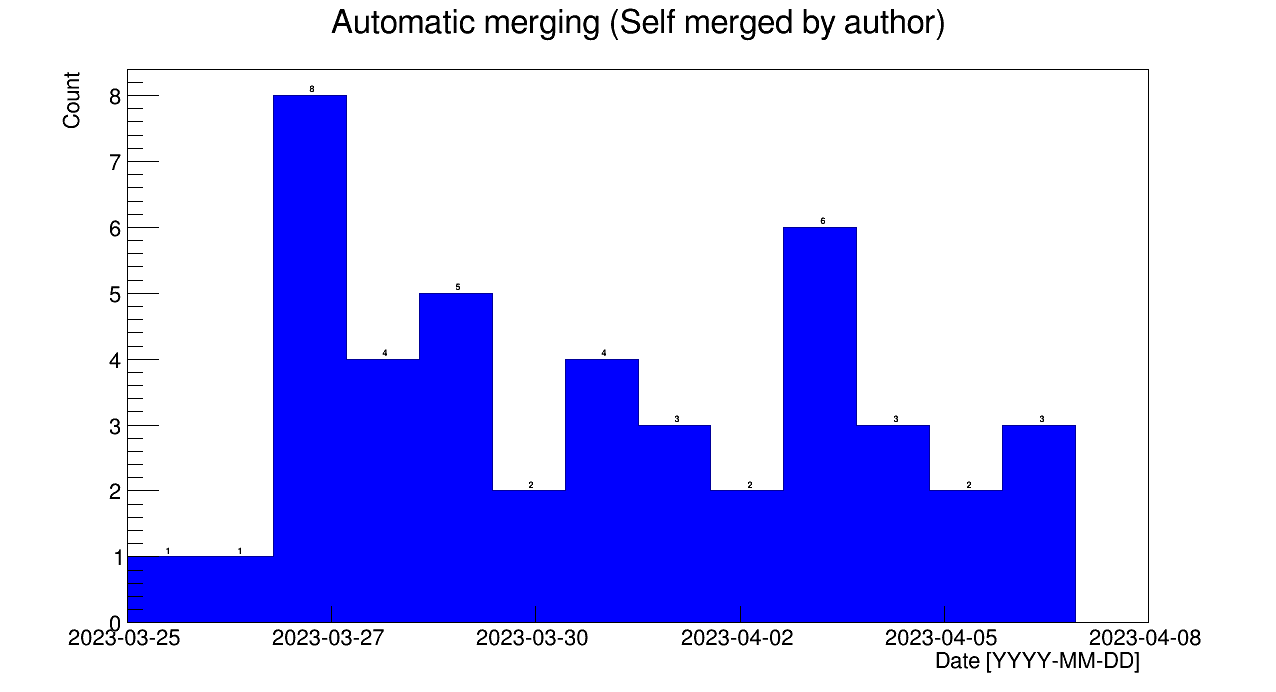 Automatic merging (Self merged by author)
Count
8
7
6
5
4
3
2
1
0
1 1 8 4 5 2 4 3 2 6 3 2 3
2023-03-25 2023-03-27 2023-03-30 2023-04-02 2023-04-05 2023-04-08
Date [YYYY-MM-DD]